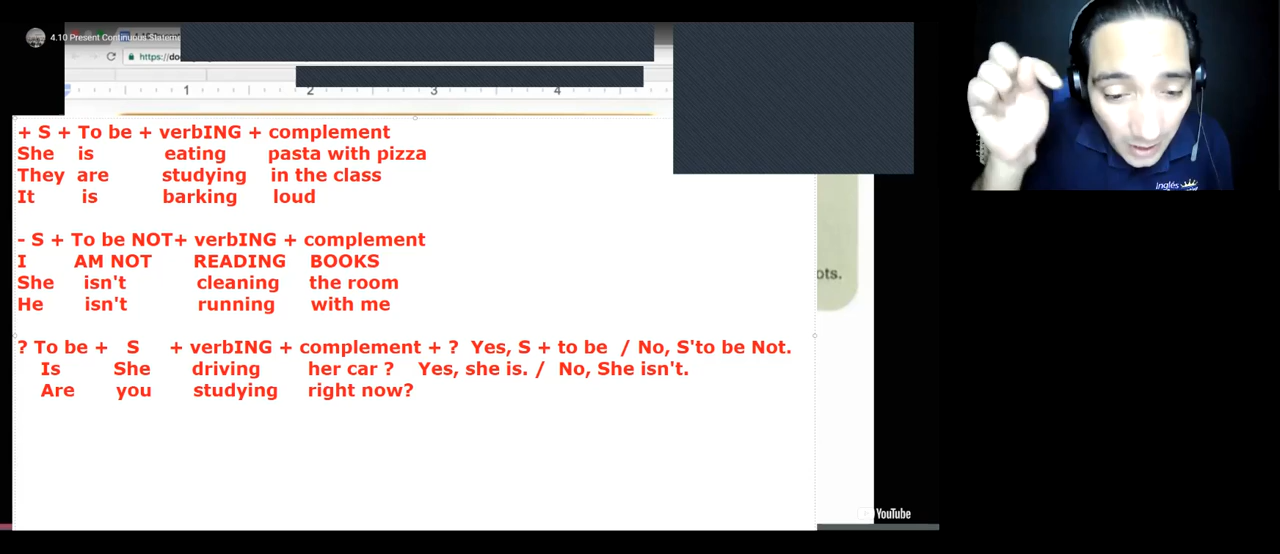 4.10 Present Continuous Stateme
https://do
1 2 3 4
+ S + To be + verbING + complement
She is eating pasta with pizza
They are studying in the class
It is barking loud
- S + To be NOT+ verbING + complement
I AM NOT READING BOOKS
She isn't cleaning the room
He isn't running with me
? To be + S + verbING + complement + ? Yes, S + to be / No, S'to be Not.
Is She driving her car ? Yes, she is. / No, She isn't.
Are you studying right now?
ots.
Inglés
YouTube